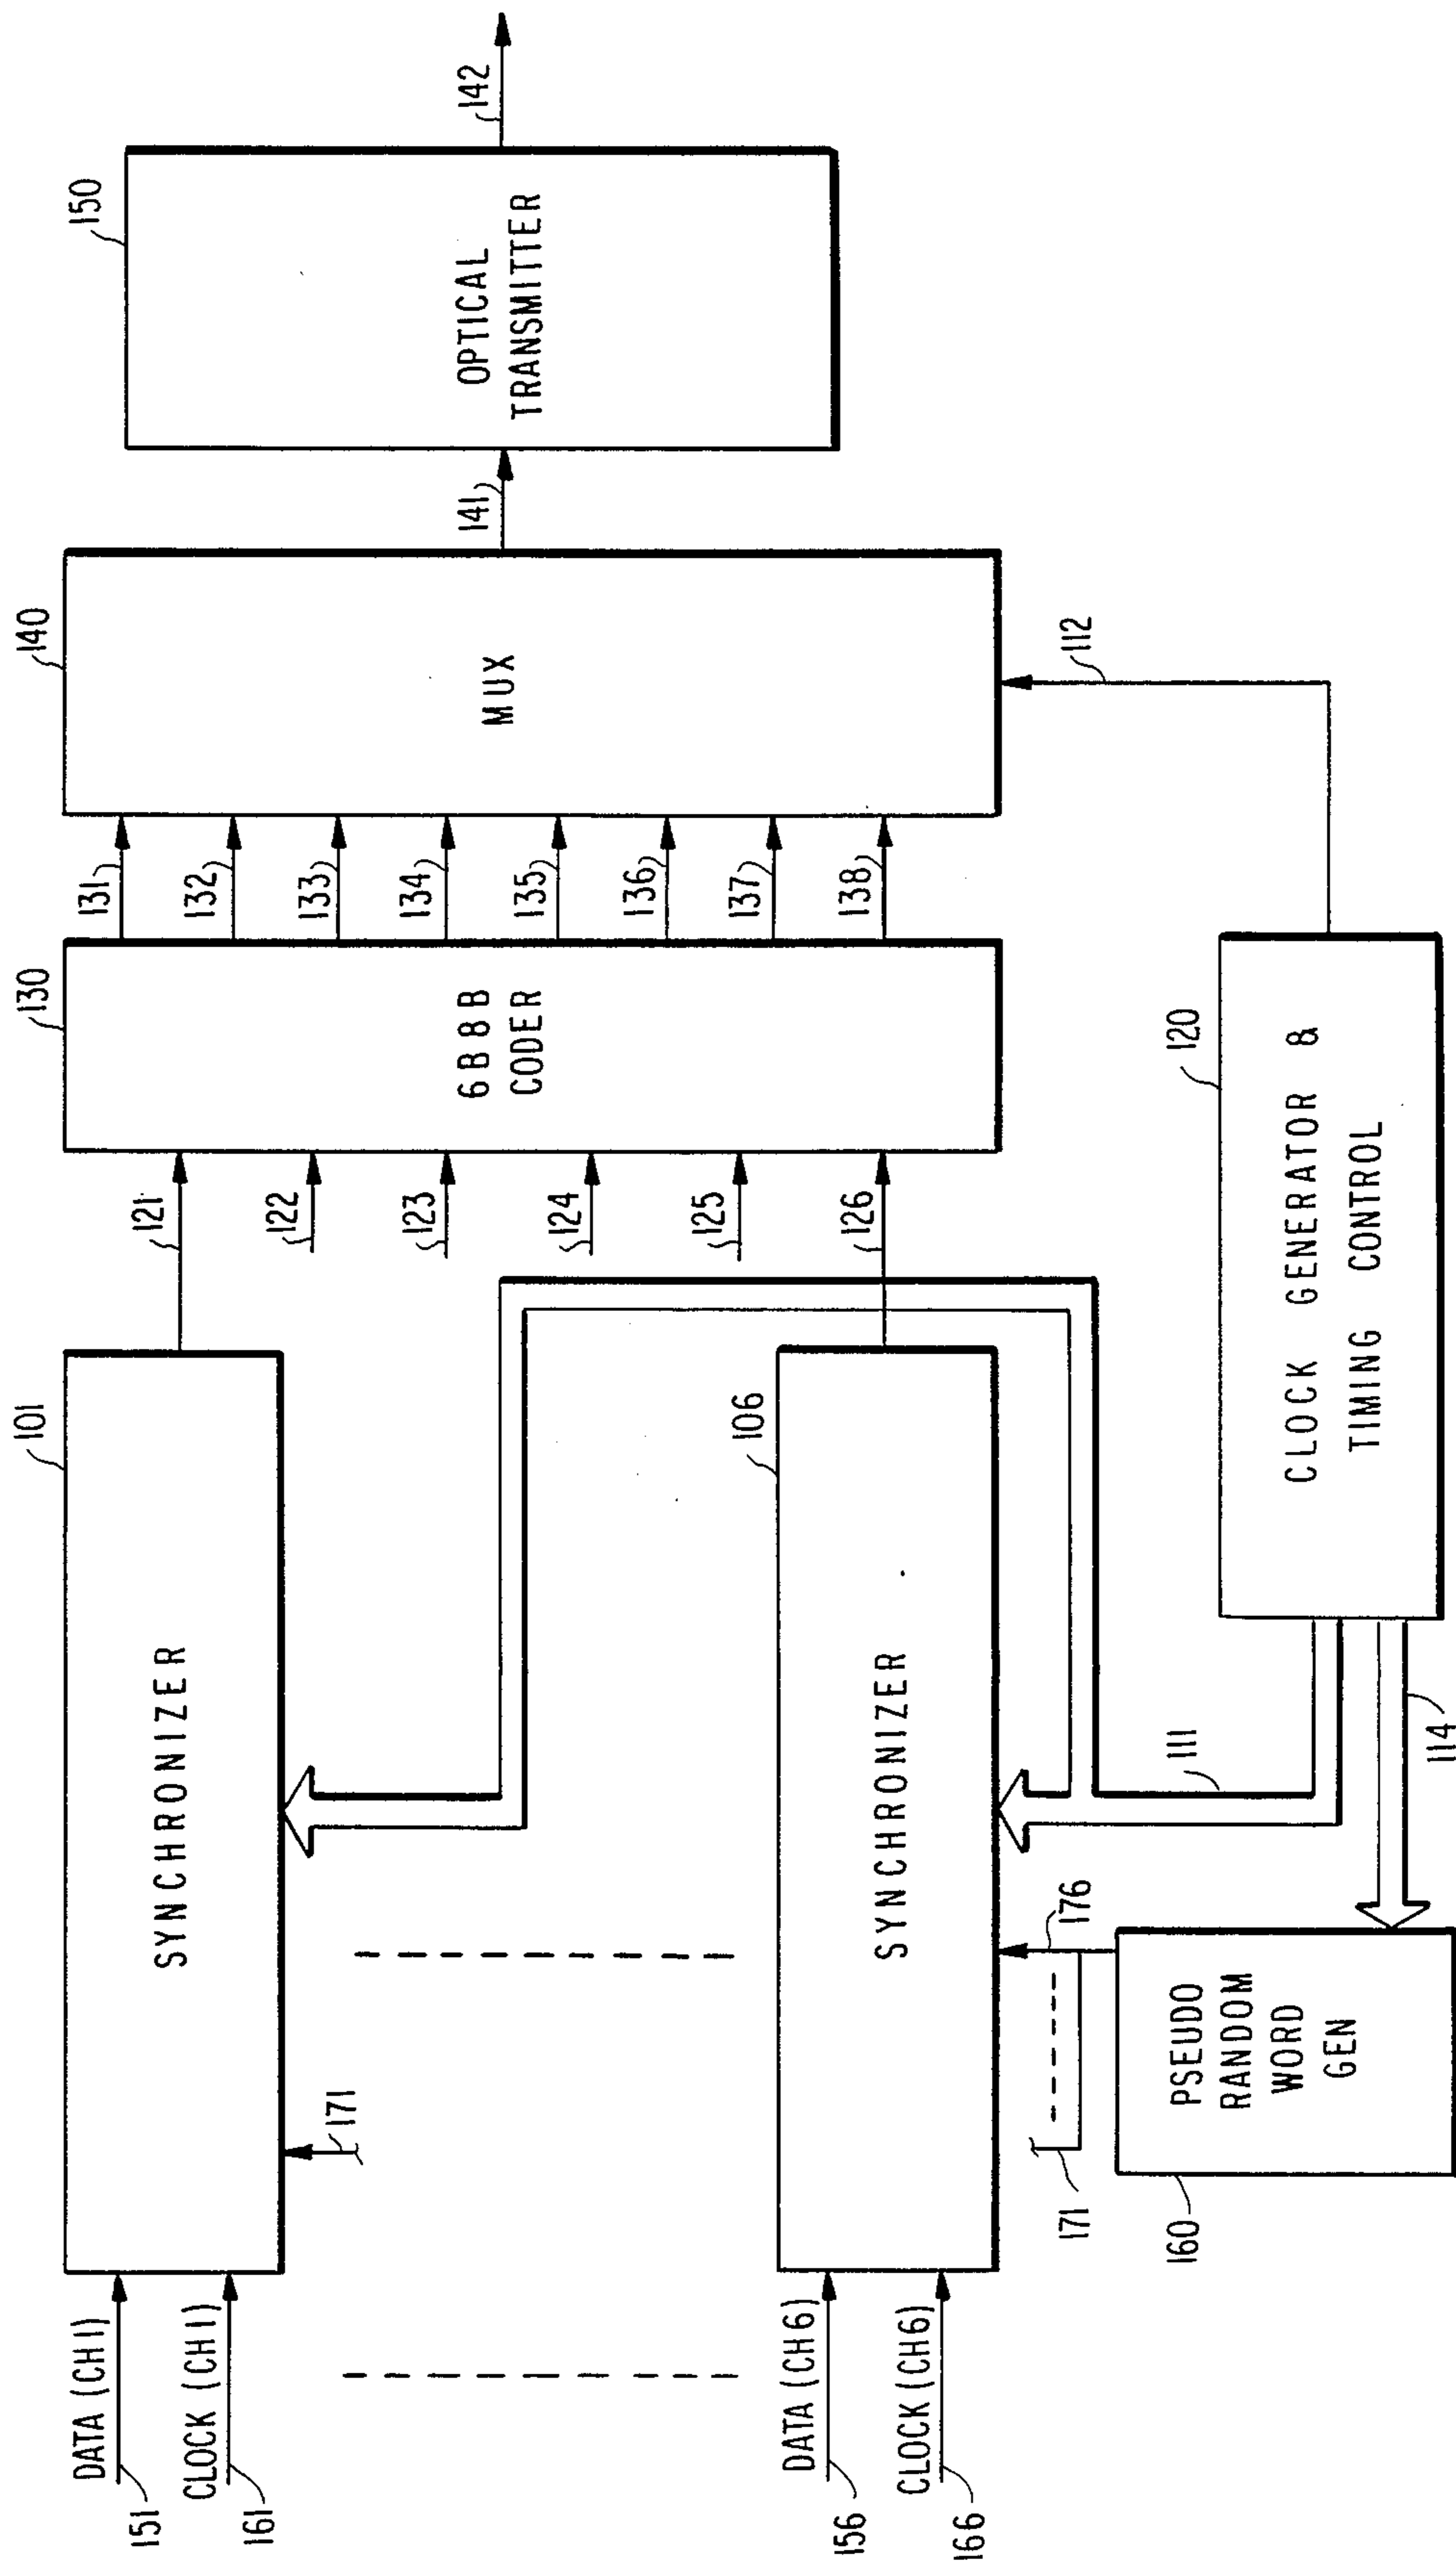 101
130
140
150
DATA (CH1)
151
CLOCK (CH1)
161
SYNCHRONIZER
171
121
122
123
124
125
126
6B8B
CODER
131
132
133
134
135
136
137
138
MUX
141
OPTICAL
TRANSMITTER
142
106
DATA (CH6)
156
CLOCK (CH6)
166
SYNCHRONIZER
171
176
111
112
160
PSEUDO
RANDOM
WORD
GEN
114
120
CLOCK GENERATOR &
TIMING CONTROL